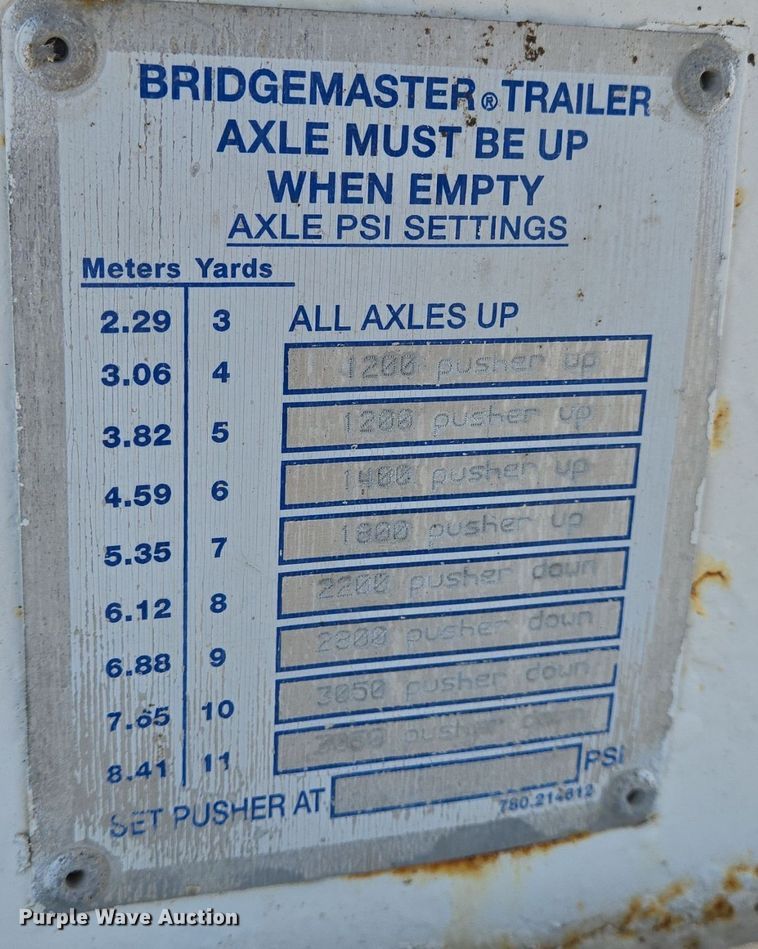 BRIDGEMASTER® TRAILER
AXLE MUST BE UP
WHEN EMPTY
AXLE PSI SETTINGS
Meters Yards
2.29 3 ALL AXLES UP
3.06 4 1200 pusher up
3.82 5 1200 pusher up
4.59 6 1400 pusher up
5.35 7 1800 pusher up
6.12 8 2200 pusher down
6.88 9 2800 pusher down
7.65 10 3050 pusher down
8.41 11 pusher down
SET PUSHER AT PSI
780.214612
Purple Wave Auction